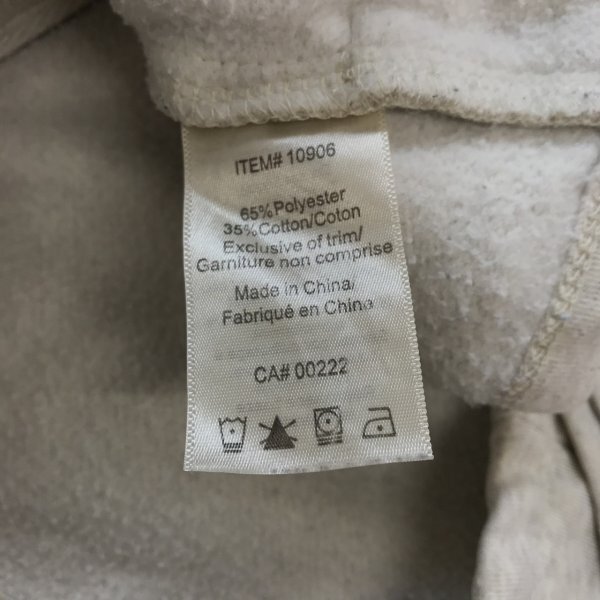 ITEM# 10906
65%Polyester
35%Cotton/Coton
Exclusive of trim/
Garniture non comprise
Made in China/
Fabriqué en China
CA# 00222